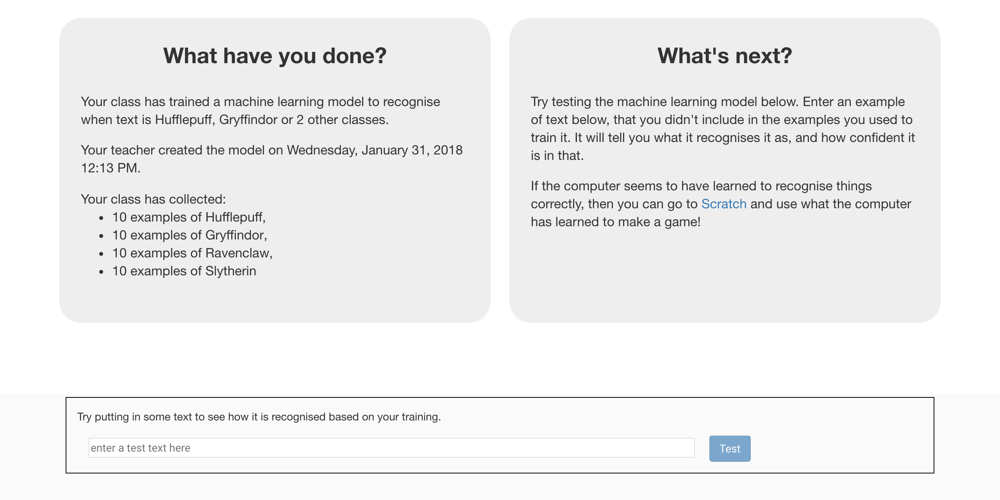 What have you done?
Your class has trained a machine learning model to recognise
when text is Hufflepuff, Gryffindor or 2 other classes.
Your teacher created the model on Wednesday, January 31, 2018
12:13 PM.
Your class has collected:
• 10 examples of Hufflepuff,
• 10 examples of Gryffindor,
• 10 examples of Ravenclaw,
• 10 examples of Slytherin
What's next?
Try testing the machine learning model below. Enter an example
of text below, that you didn't include in the examples you used to
train it. It will tell you what it recognises it as, and how confident it
is in that.
If the computer seems to have learned to recognise things
correctly, then you can go to Scratch and use what the computer
has learned to make a game!
Try putting in some text to see how it is recognised based on your training.
enter a test text here
Test